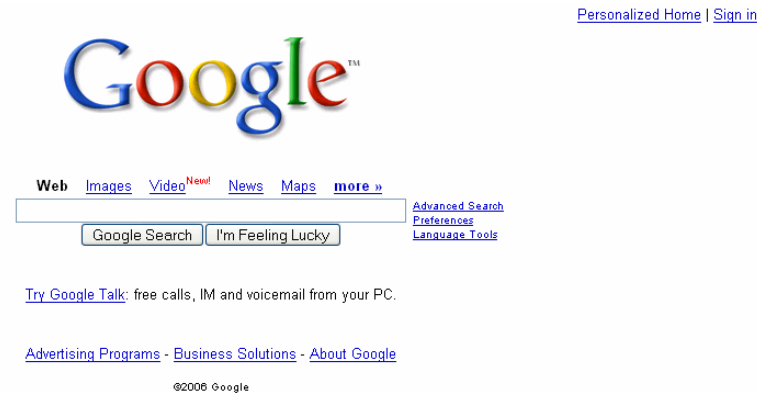 Personalized Home | Sign in
Google™
Web Images Video New! News Maps more »
Advanced Search
Preferences
Language Tools
Google Search I'm Feeling Lucky
Try Google Talk: free calls, IM and voicemail from your PC.
Advertising Programs - Business Solutions - About Google
©2006 Google